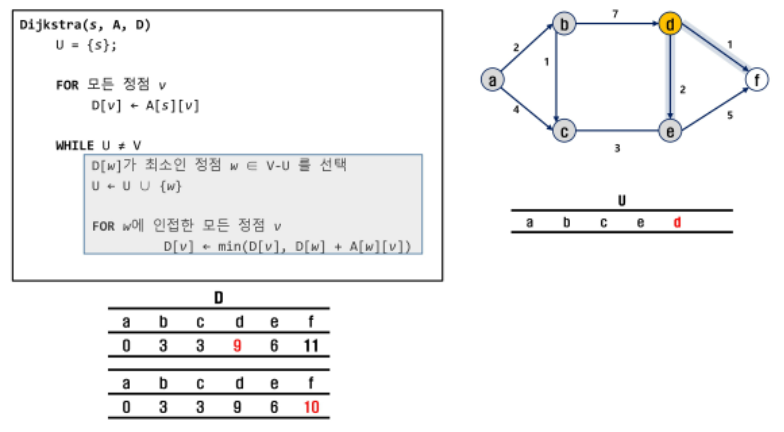 Dijkstra(s, A, D)
U = {s};
FOR 모든 정점 v
D[v] ← A[s][v]
WHILE U ≠ V
D[w]가 최소인 정점 w ∈ V-U 를 선택
U ← U ∪ {w}
FOR w에 인접한 모든 정점 v
D[v] ← min(D[v], D[w] + A[w][v])
b 7 d
2 1 1
a 2 f
4 5
c 3 e
U
a b c e d
D
a b c d e f
0 3 3 9 6 11
a b c d e f
0 3 3 9 6 10